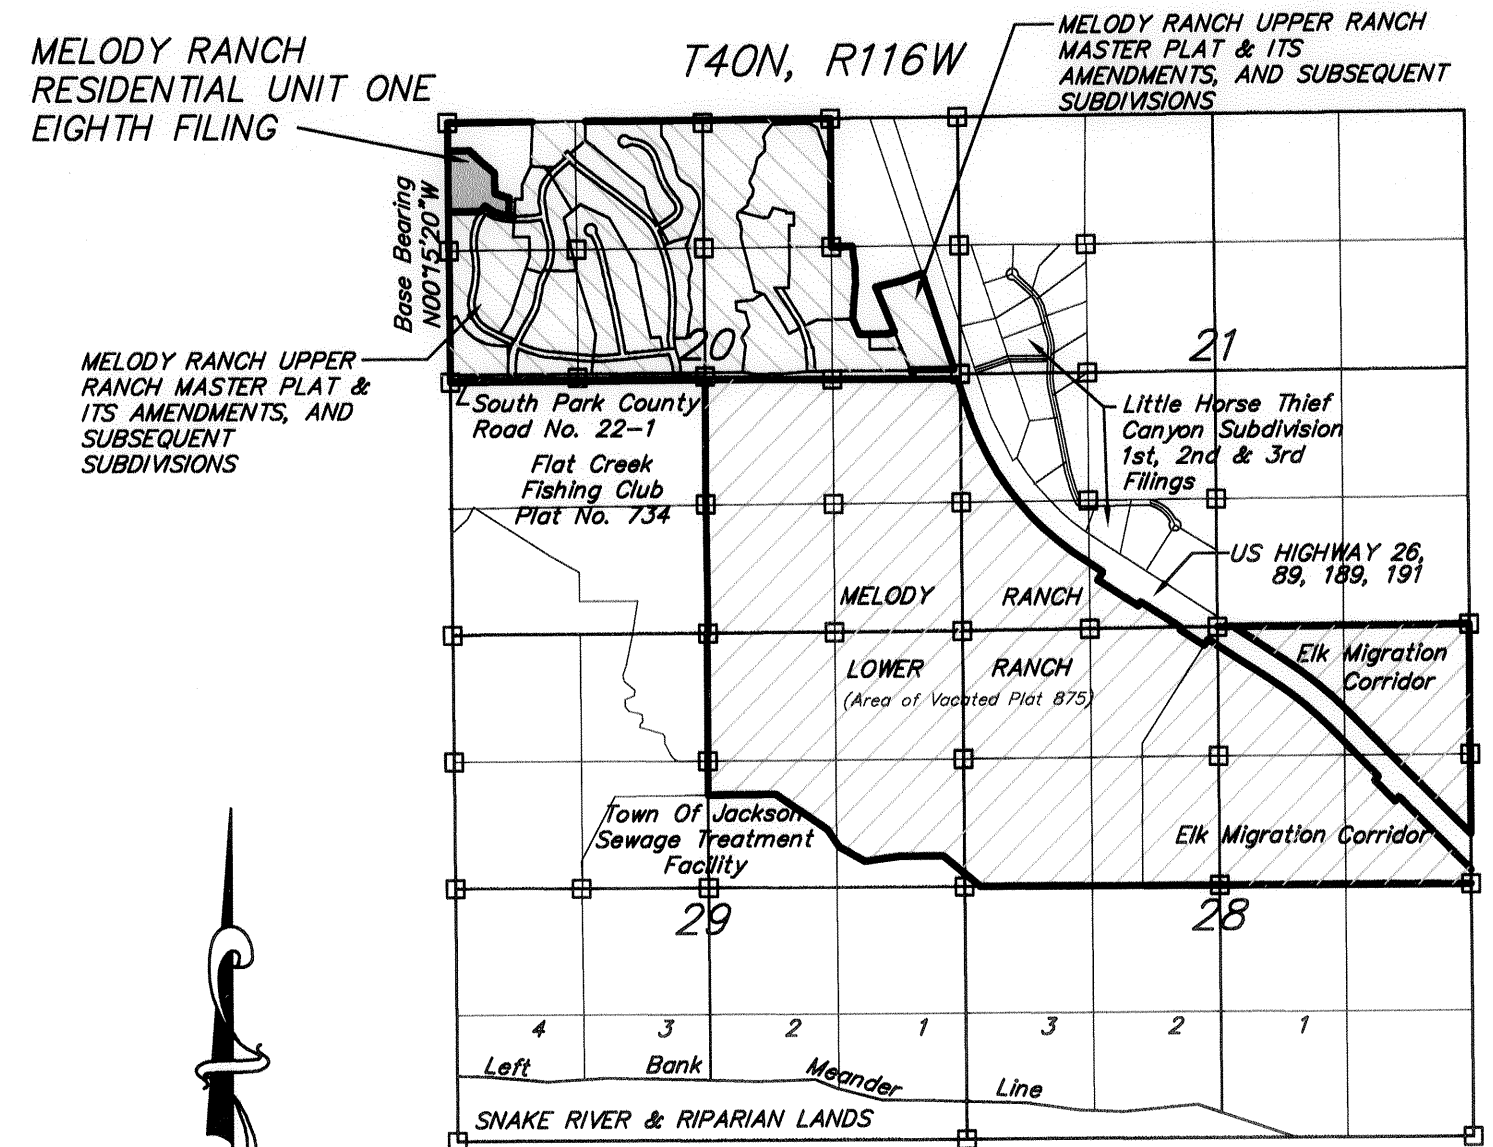 MELODY RANCH
RESIDENTIAL UNIT ONE
EIGHTH FILING
T40N, R116W
MELODY RANCH UPPER RANCH
MASTER PLAT & ITS
AMENDMENTS, AND SUBSEQUENT
SUBDIVISIONS
Base Bearing
N00°15'20"W
20
21
MELODY RANCH UPPER
RANCH MASTER PLAT &
ITS AMENDMENTS, AND
SUBSEQUENT
SUBDIVISIONS
South Park County
Road No. 22-1
Flat Creek
Fishing Club
Plat No. 734
Little Horse Thief
Canyon Subdivision
1st, 2nd & 3rd
Filings
US HIGHWAY 26,
89, 189, 191
MELODY RANCH
LOWER RANCH
(Area of Vacated Plat 875)
Elk Migration
Corridor
Elk Migration Corridor
Town Of Jackson
Sewage Treatment
Facility
29
28
4 3 2 1 3 2 1
Left Bank Meander Line
SNAKE RIVER & RIPARIAN LANDS